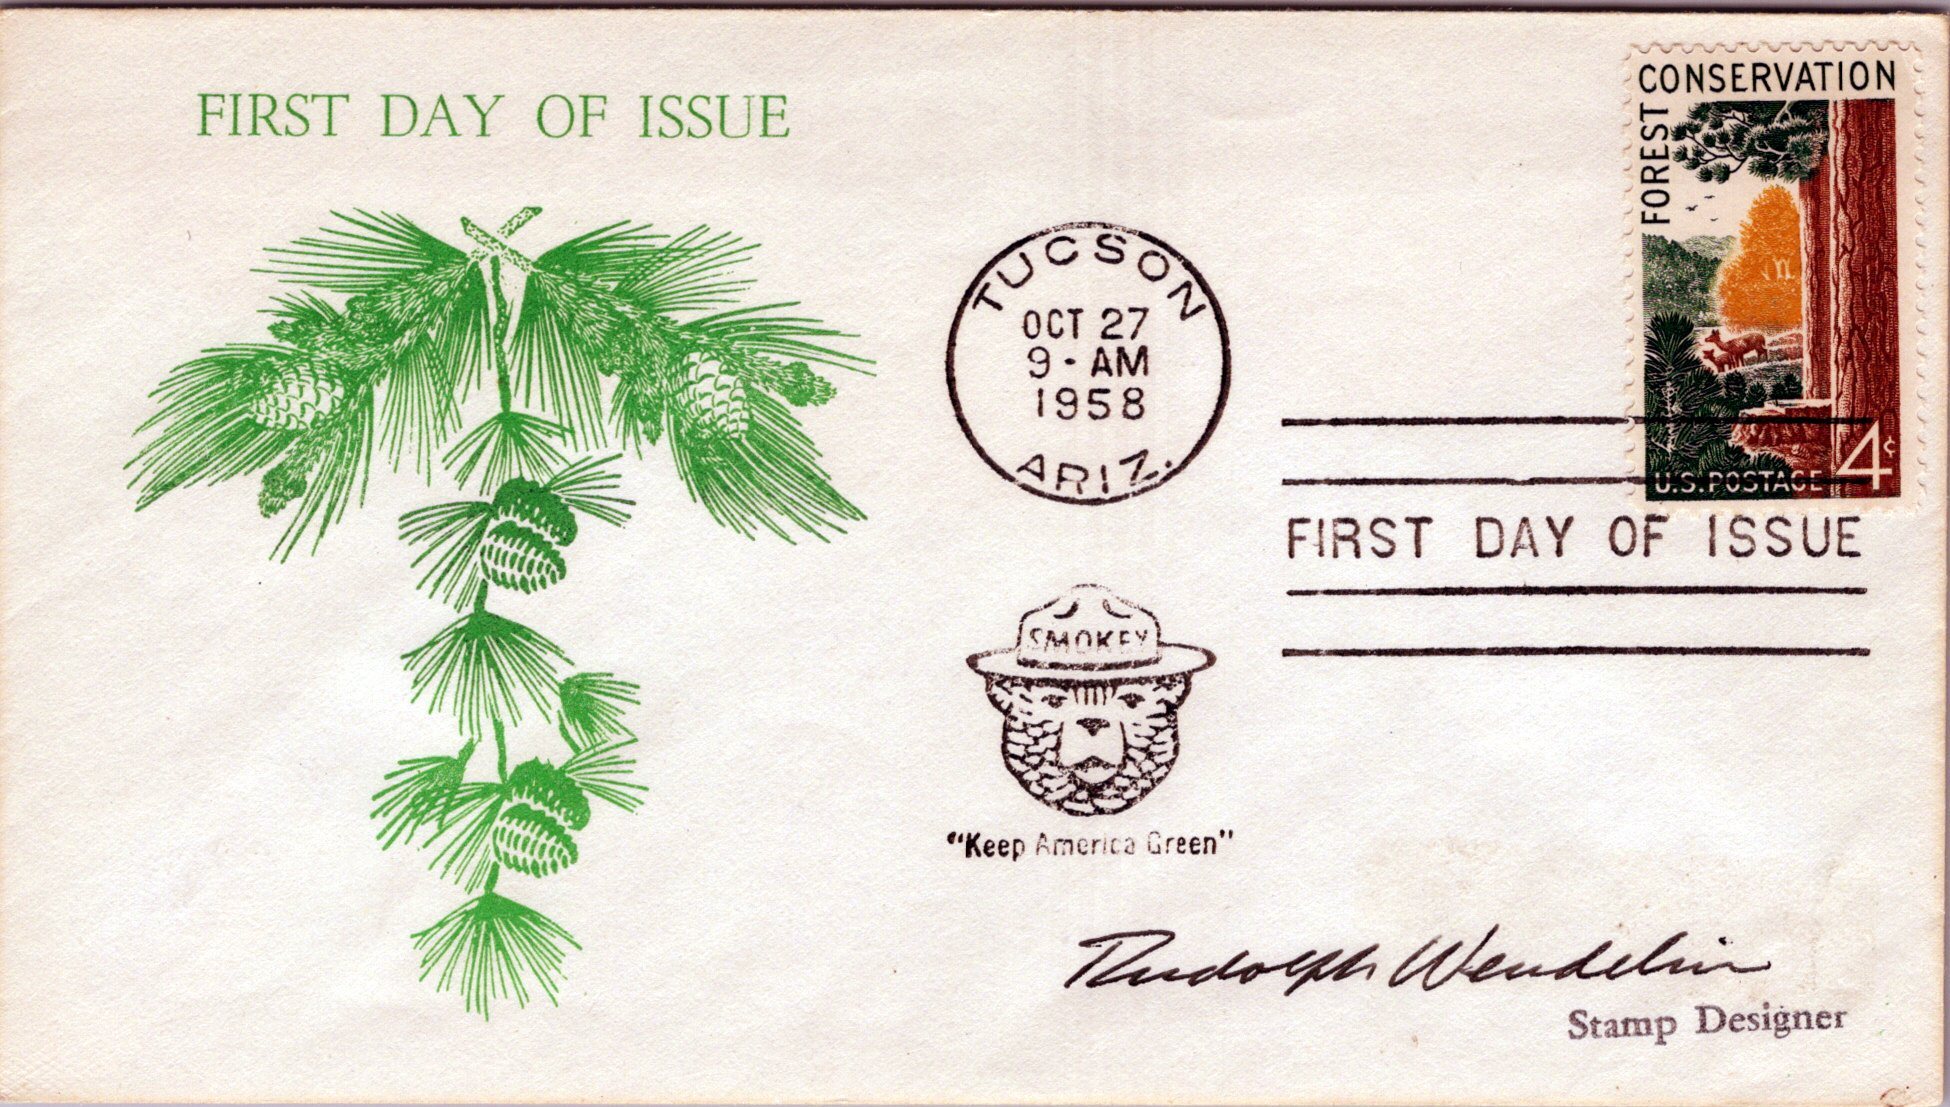 FIRST DAY OF ISSUE
FOREST CONSERVATION
TUCSON
OCT 27
9 - AM
1958
ARIZ.
4¢
U.S. POSTAGE
FIRST DAY OF ISSUE
SMOKEY
"Keep America Green"
Rudolph Wendelin
Stamp Designer